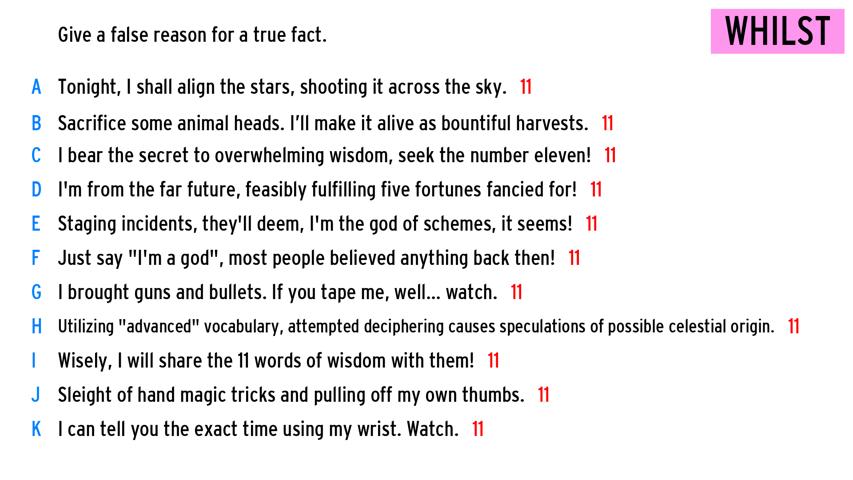 Give a false reason for a true fact.
WHILST
A Tonight, I shall align the stars, shooting it across the sky. 11
B Sacrifice some animal heads. I'll make it alive as bountiful harvests. 11
C I bear the secret to overwhelming wisdom, seek the number eleven! 11
D I'm from the far future, feasibly fulfilling five fortunes fancied for! 11
E Staging incidents, they'll deem, I'm the god of schemes, it seems! 11
F Just say "I'm a god", most people believed anything back then! 11
G I brought guns and bullets. If you tape me, well... watch. 11
H Utilizing "advanced" vocabulary, attempted deciphering causes speculations of possible celestial origin. 11
I Wisely, I will share the 11 words of wisdom with them! 11
J Sleight of hand magic tricks and pulling off my own thumbs. 11
K I can tell you the exact time using my wrist. Watch. 11